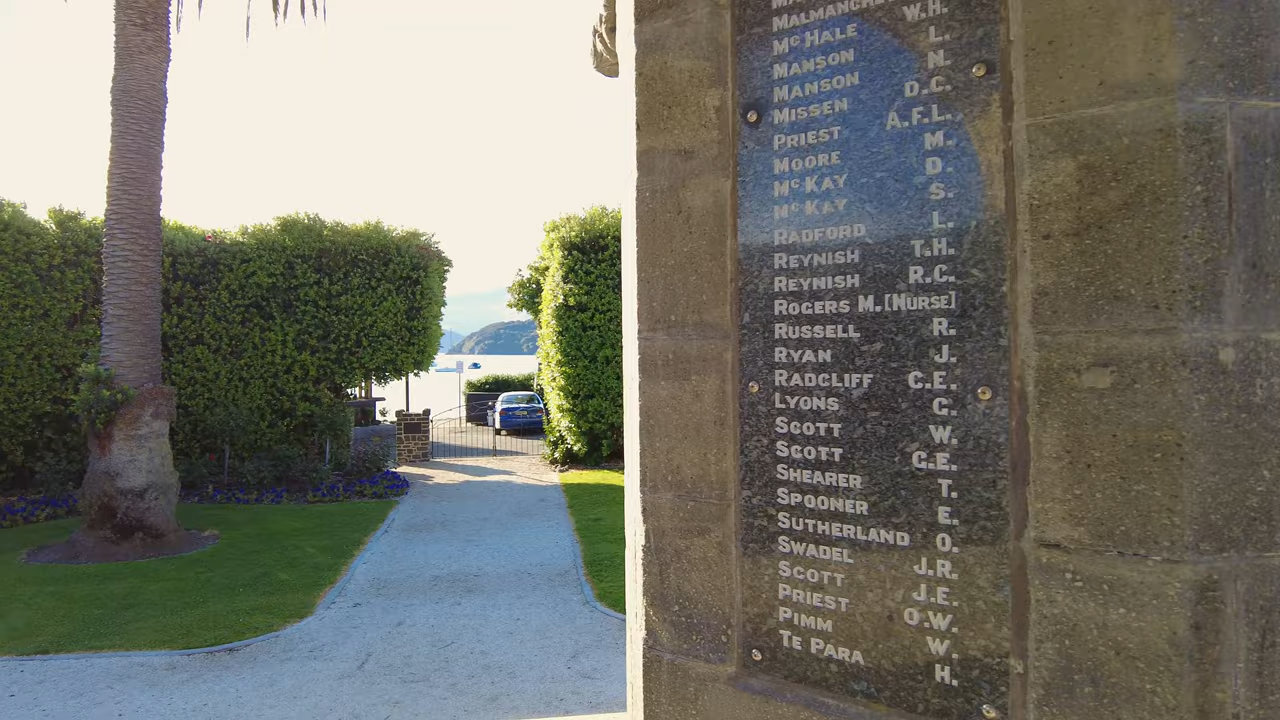 MALMANCHE
McHALE W.H.
MANSON L.
MANSON N.
MISSEN D.C.
PRIEST A.F.L.
MOORE M.
McKAY D.
McKAY S.
RADFORD L.
REYNISH T.H.
REYNISH R.C.
ROGERS M. [NURSE]
RUSSELL R.
RYAN J.
RADCLIFF C.E.
LYONS G.
SCOTT W.
SCOTT G.E.
SHEARER T.
SPOONER E.
SUTHERLAND O.
SWADEL J.R.
SCOTT J.E.
PRIEST O.W.
PIMM W.
TE PARA H.